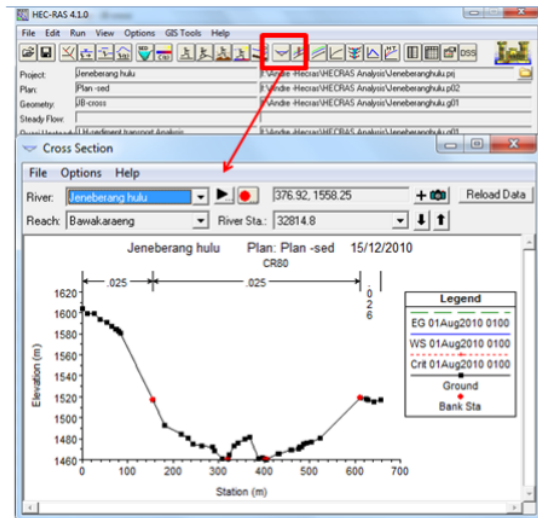 HEC-RAS 4.1.0
File Edit Run View Options GIS Tools Help
DSS
Project: Jeneberang hulu
Plan: Plan -sed
Geometry: JB-cross
Steady Flow:
Cross Section
File Options Help
River: Jeneberang hulu 376.92, 1558.25 Reload Data
Reach: Bawakaraeng River Sta.: 32814.8
Jeneberang hulu Plan: Plan -sed 15/12/2010
CR80
.025 .025 .026
Legend
EG 01Aug2010 0100
WS 01Aug2010 0100
Crit 01Aug2010 0100
Ground
Bank Sta
Elevation (m)
1620
1600
1580
1560
1540
1520
1500
1480
1460
0 100 200 300 400 500 600 700
Station (m)